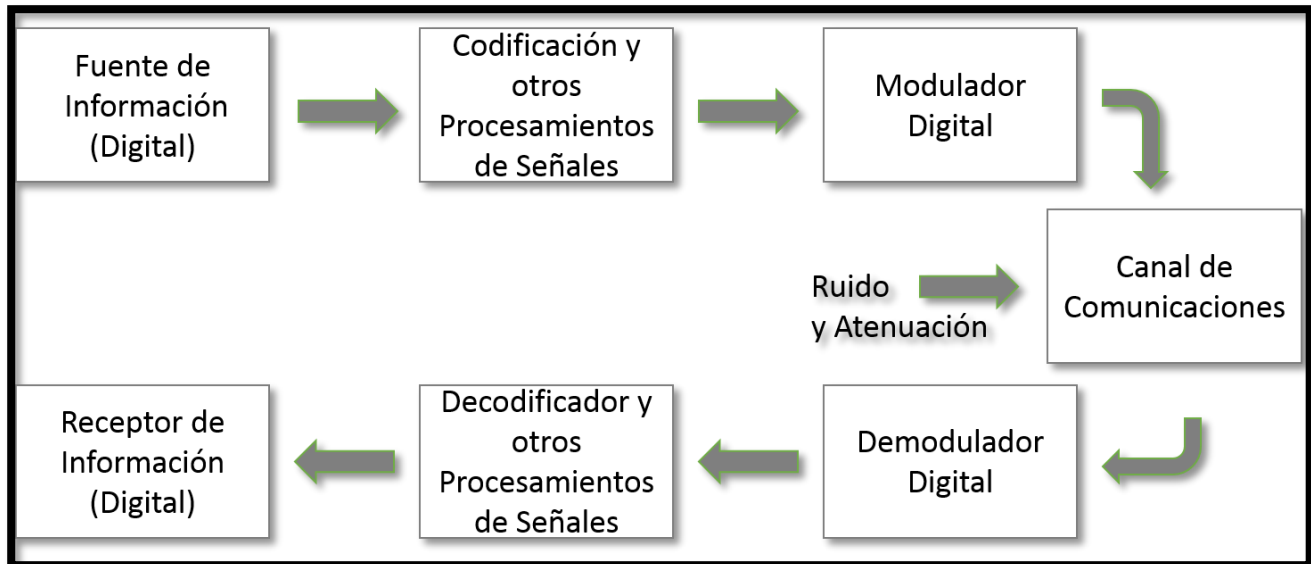 Fuente de
Información
(Digital)
Codificación y
otros
Procesamientos
de Señales
Modulador
Digital
Canal de
Comunicaciones
Ruido
y Atenuación
Demodulador
Digital
Decodificador y
otros
Procesamientos
de Señales
Receptor de
Información
(Digital)